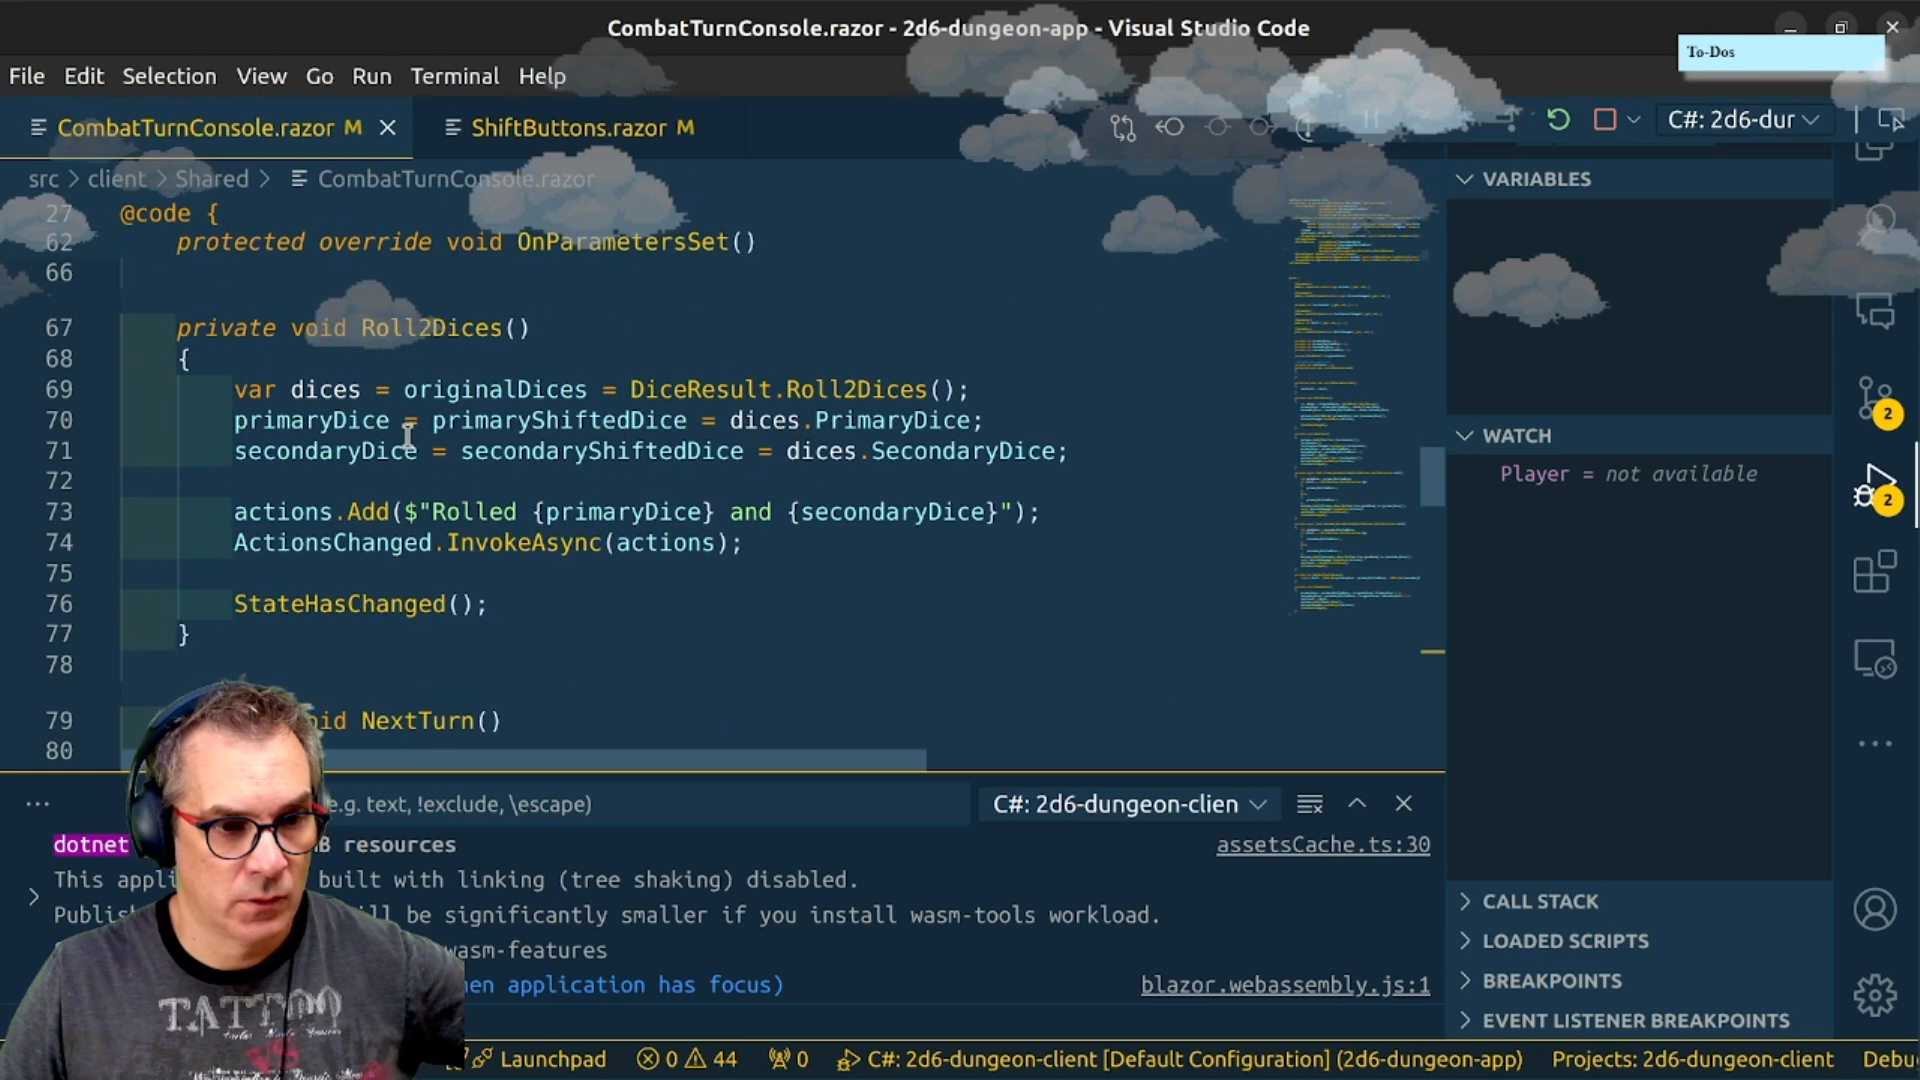 CombatTurnConsole.razor - 2d6-dungeon-app - Visual Studio Code
To-Dos
File Edit Selection View Go Run Terminal Help
CombatTurnConsole.razor M
ShiftButtons.razor M
C#: 2d6-dur
src > client > Shared > CombatTurnConsole.razor
27 @code {
62 protected override void OnParametersSet()
66
67 private void Roll2Dices()
68 {
69 var dices = originalDices = DiceResult.Roll2Dices();
70 primaryDice = primaryShiftedDice = dices.PrimaryDice;
71 secondaryDice = secondaryShiftedDice = dices.SecondaryDice;
72
73 actions.Add($"Rolled {primaryDice} and {secondaryDice}");
74 ActionsChanged.InvokeAsync(actions);
75
76 StateHasChanged();
77 }
78
79 id NextTurn()
80
VARIABLES
WATCH
Player = not available
2
2
CALL STACK
LOADED SCRIPTS
BREAKPOINTS
EVENT LISTENER BREAKPOINTS
e.g. text, !exclude, \escape)
C#: 2d6-dungeon-clien
dotnet B resources
assetsCache.ts:30
This appli built with linking (tree shaking) disabled.
Publis ll be significantly smaller if you install wasm-tools workload.
wasm-features
en application has focus)
blazor.webassembly.js:1
TATTOO
Launchpad 0 44 0 C#: 2d6-dungeon-client [Default Configuration] (2d6-dungeon-app) Projects: 2d6-dungeon-client Debu